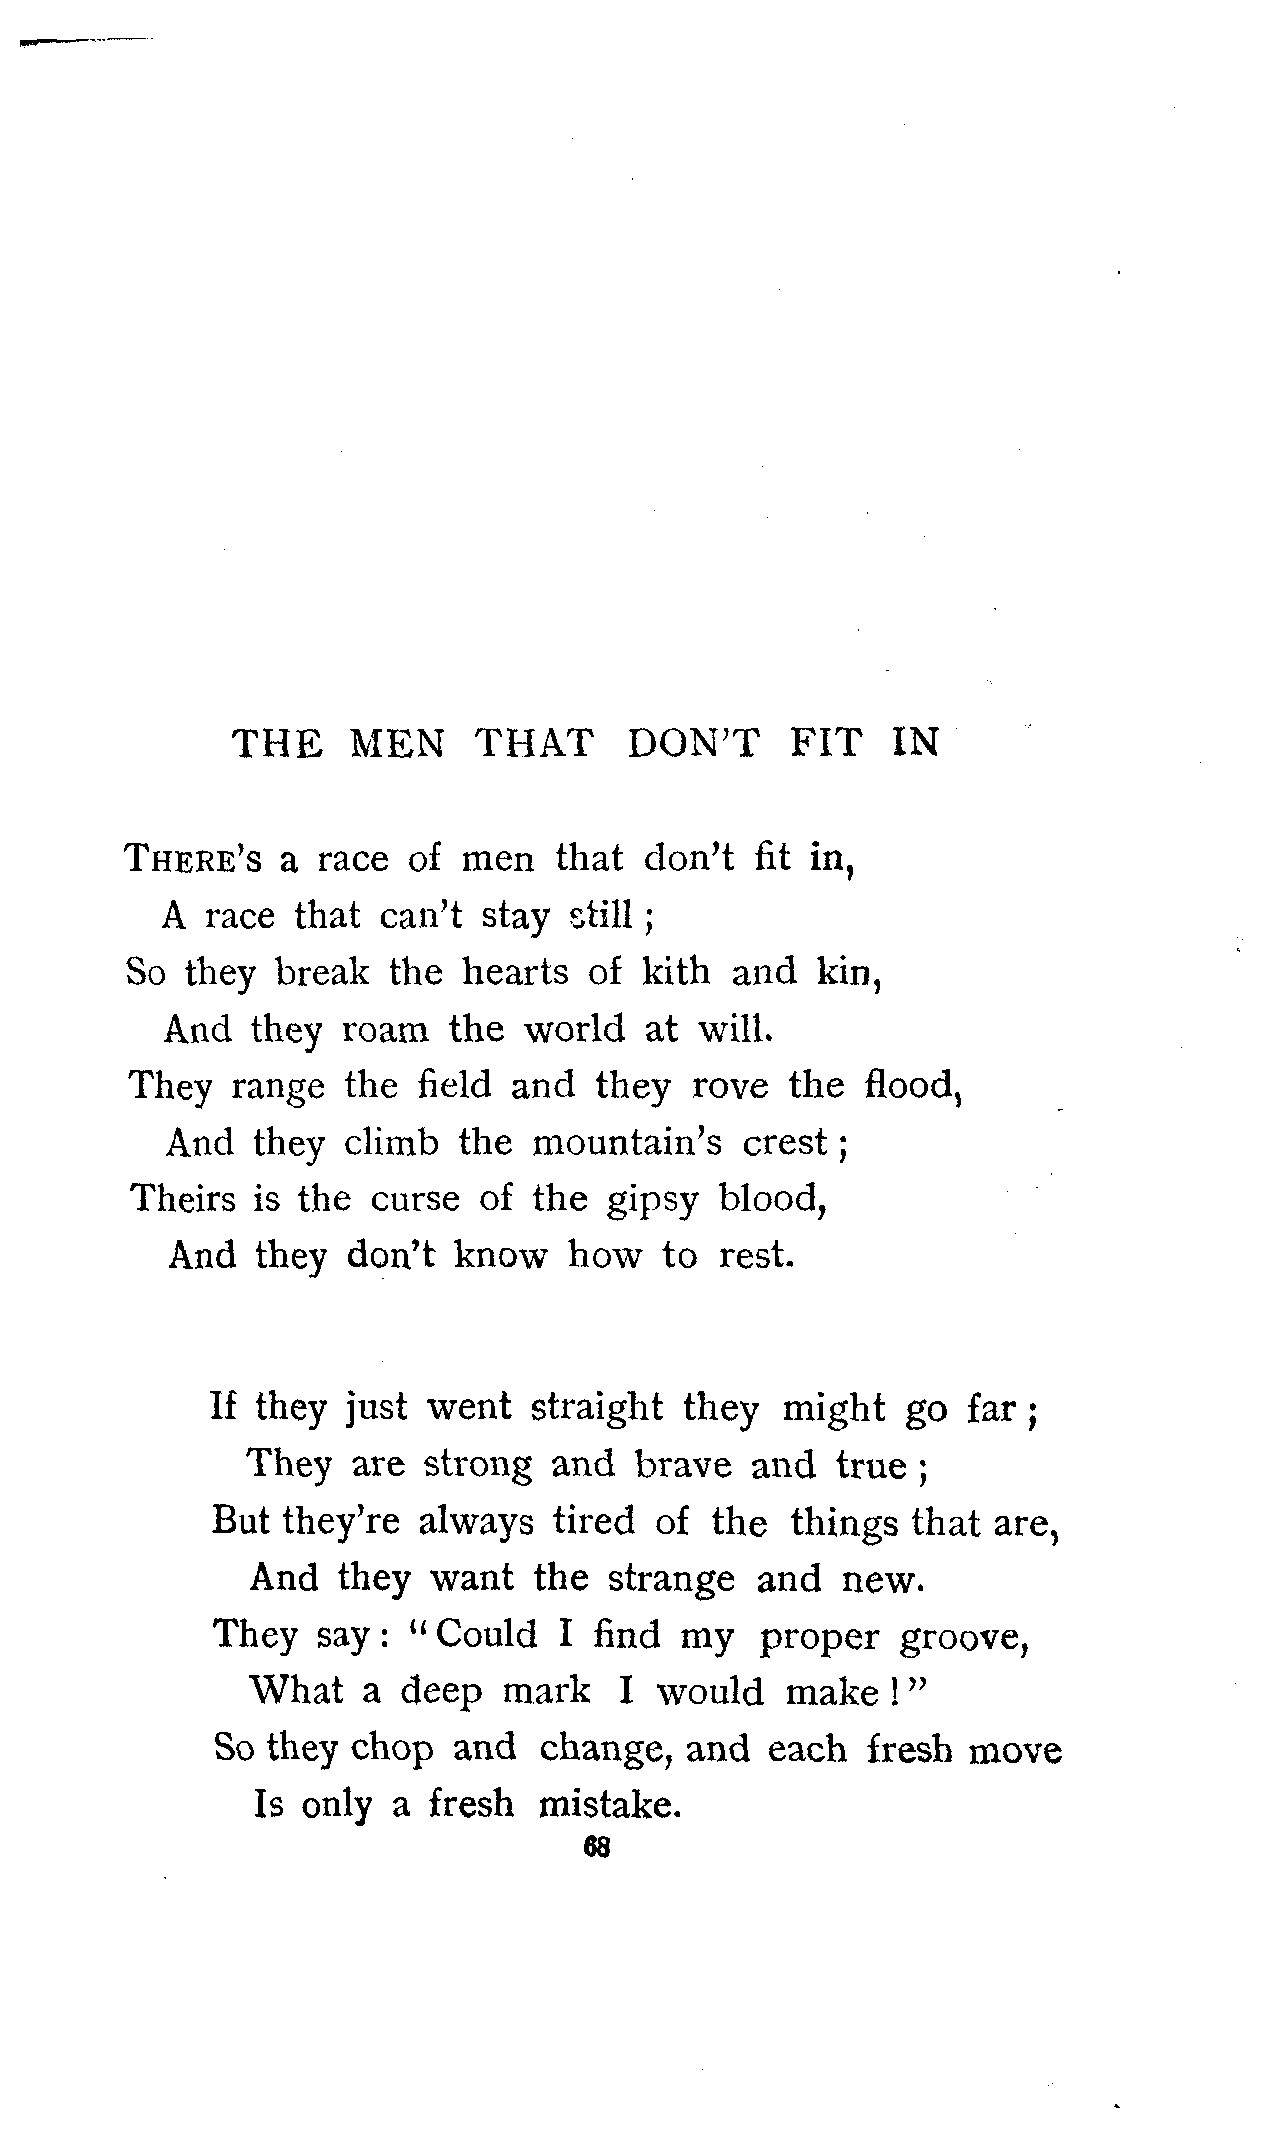 THE MEN THAT DON'T FIT IN
THERE'S a race of men that don't fit in,
A race that can't stay still ;
So they break the hearts of kith and kin,
And they roam the world at will.
They range the field and they rove the flood,
And they climb the mountain's crest ;
Theirs is the curse of the gipsy blood,
And they don't know how to rest.
If they just went straight they might go far ;
They are strong and brave and true ;
But they're always tired of the things that are,
And they want the strange and new.
They say : “ Could I find my proper groove,
What a deep mark I would make ! ”
So they chop and change, and each fresh move
Is only a fresh mistake.
68